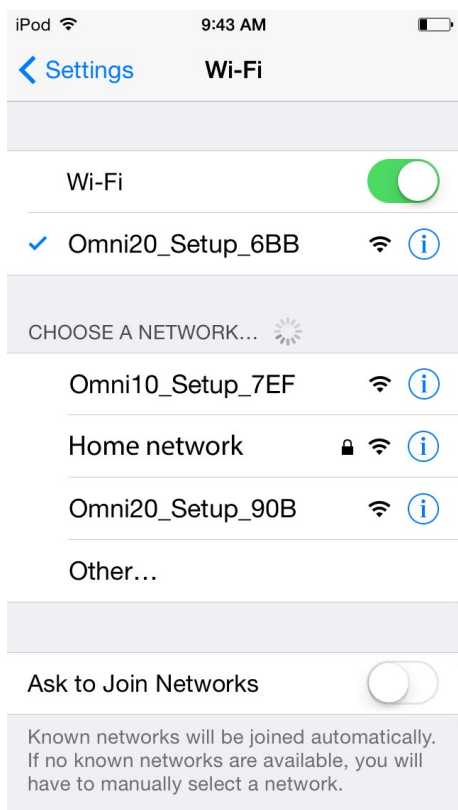 iPod 9:43 AM
Settings Wi-Fi
Wi-Fi
Omni20_Setup_6BB
CHOOSE A NETWORK...
Omni10_Setup_7EF
Home network
Omni20_Setup_90B
Other...
Ask to Join Networks
Known networks will be joined automatically.
If no known networks are available, you will
have to manually select a network.